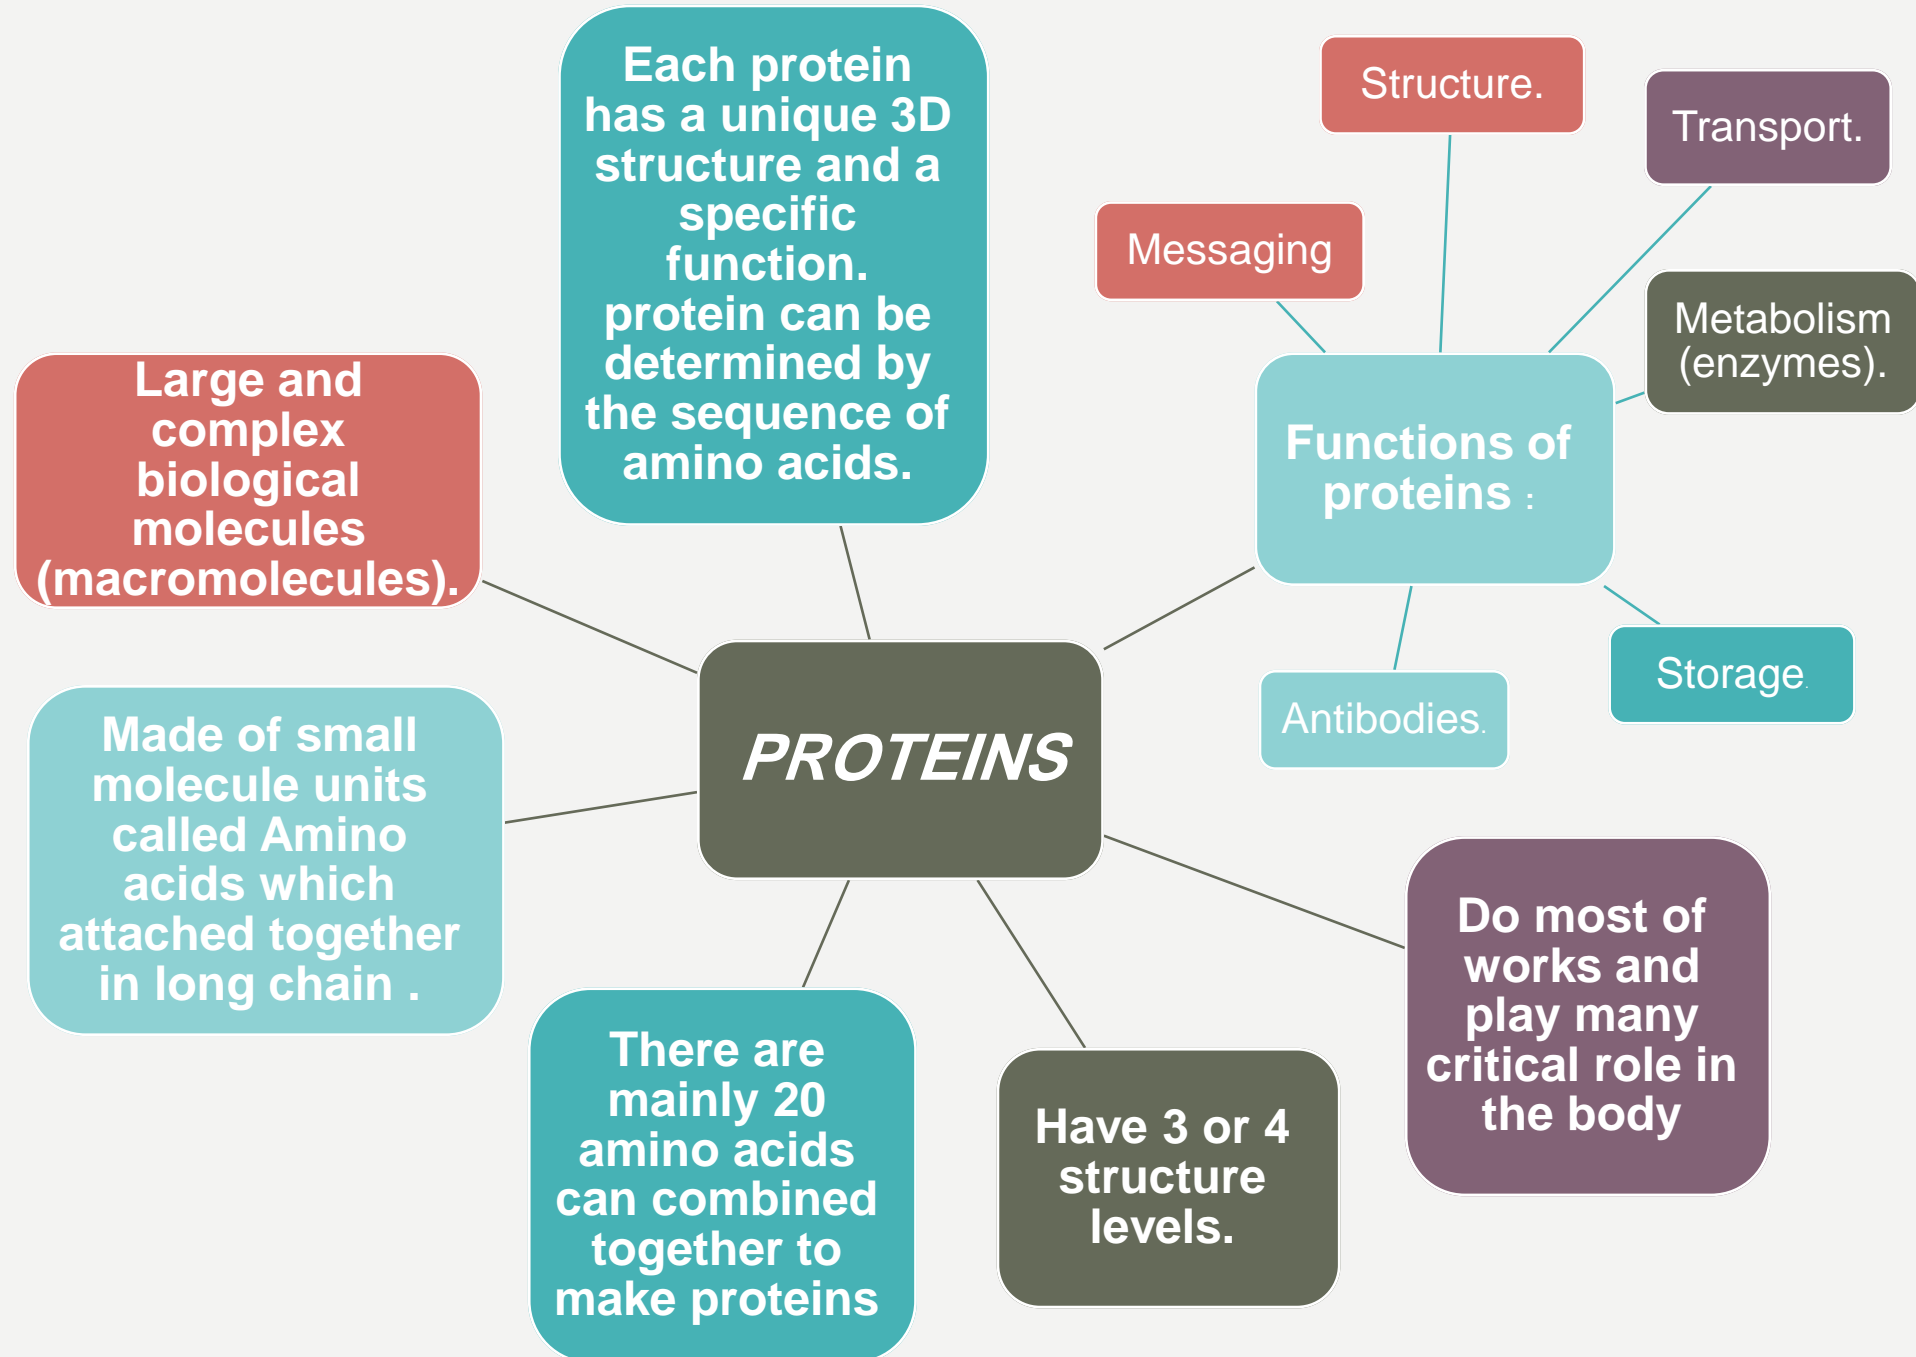 Each protein
has a unique 3D
structure and a
specific
function.
protein can be
determined by
the sequence of
amino acids.
Structure.
Transport.
Messaging
Metabolism
(enzymes).
Functions of
proteins :
Storage.
Antibodies.
Large and
complex
biological
molecules
(macromolecules).
PROTEINS
Made of small
molecule units
called Amino
acids which
attached together
in long chain .
There are
mainly 20
amino acids
can combined
together to
make proteins
Have 3 or 4
structure
levels.
Do most of
works and
play many
critical role in
the body